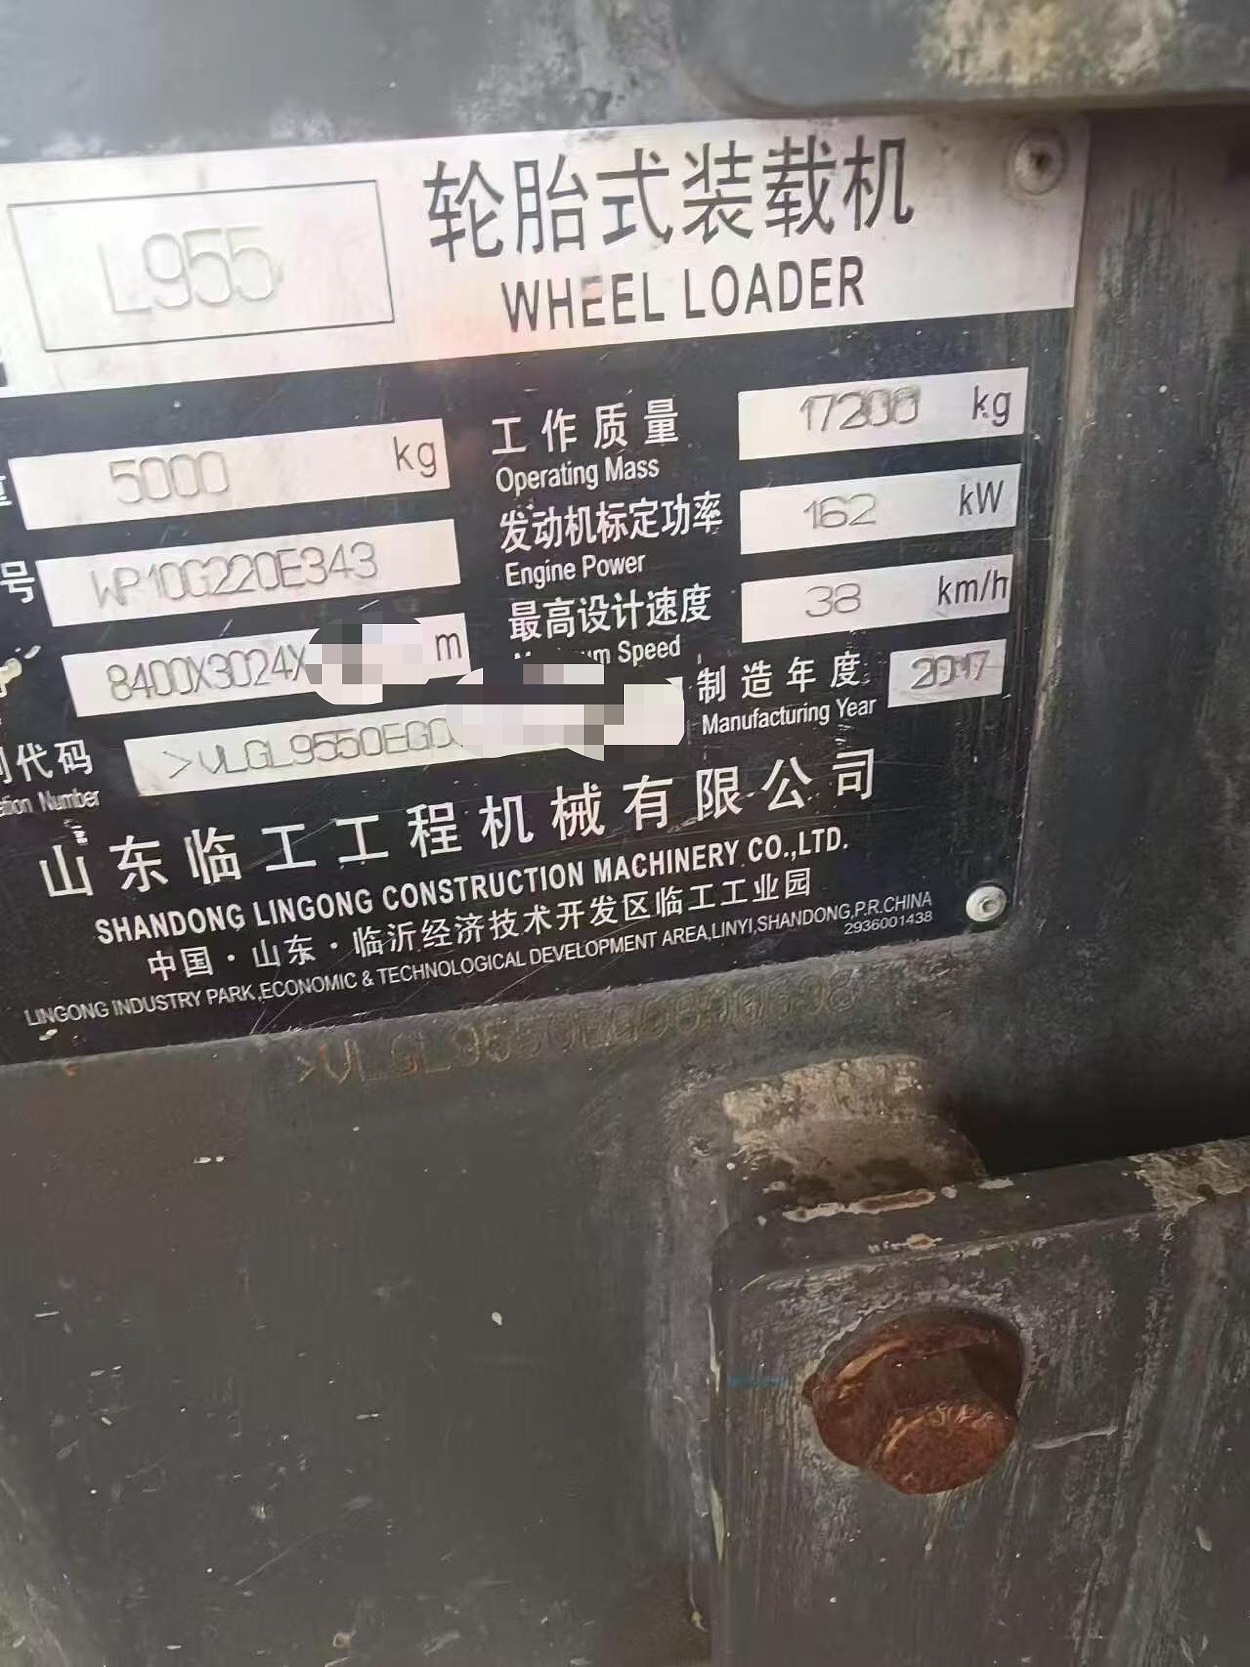 L955
轮胎式装载机
WHEEL LOADER
5000 kg
工作质量
Operating Mass
17200 kg
号
WP10G220E343
发动机标定功率
Engine Power
162 kW
8400X3024X
m
最高设计速度
Speed
38 km/h
代码
Number
>VLGL9550EG0
制造年度
Manufacturing Year
2017
山东临工工程机械有限公司
SHANDONG LINGONG CONSTRUCTION MACHINERY CO.,LTD.
中国·山东·临沂经济技术开发区临工工业园
LINGONG INDUSTRY PARK,ECONOMIC & TECHNOLOGICAL DEVELOPMENT AREA,LINYI,SHANDONG,P.R.CHINA
2936001438